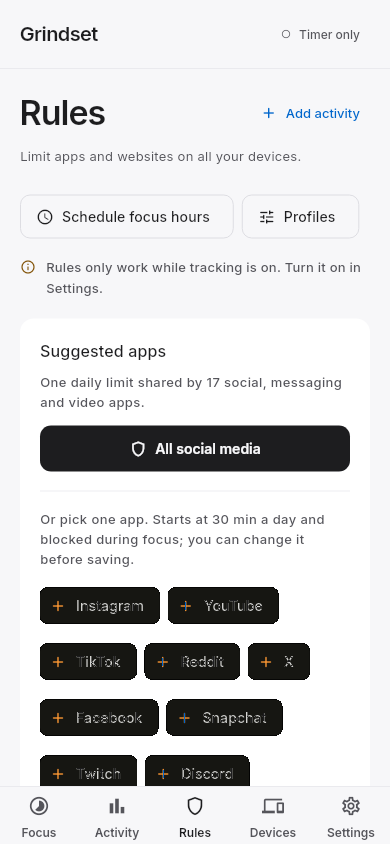 Grindset
Timer only
Rules
Add activity
Limit apps and websites on all your devices.
Schedule focus hours
Profiles
Rules only work while tracking is on. Turn it on in
Settings.
Suggested apps
One daily limit shared by 17 social, messaging
and video apps.
All social media
Or pick one app. Starts at 30 min a day and
blocked during focus; you can change it
before saving.
Instagram
YouTube
TikTok
Reddit
X
Facebook
Snapchat
Twitch
Discord
Focus
Activity
Rules
Devices
Settings